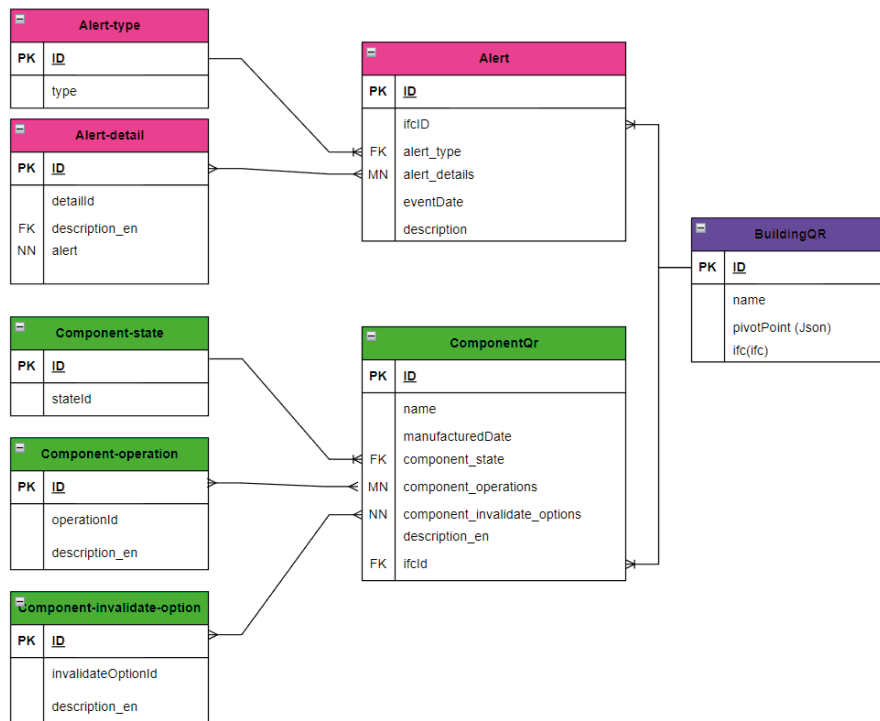 Alert-type
PK ID
type
Alert-detail
PK ID
detailId
FK description_en
NN alert
Component-state
PK ID
stateId
Component-operation
PK ID
operationId
description_en
Component-invalidate-option
PK ID
invalidateOptionId
description_en
Alert
PK ID
ifcID
FK alert_type
MN alert_details
eventDate
description
ComponentQr
PK ID
name
manufacturedDate
FK component_state
MN component_operations
NN component_invalidate_options
description_en
FK ifcId
BuildingQR
PK ID
name
pivotPoint (Json)
ifc(ifc)